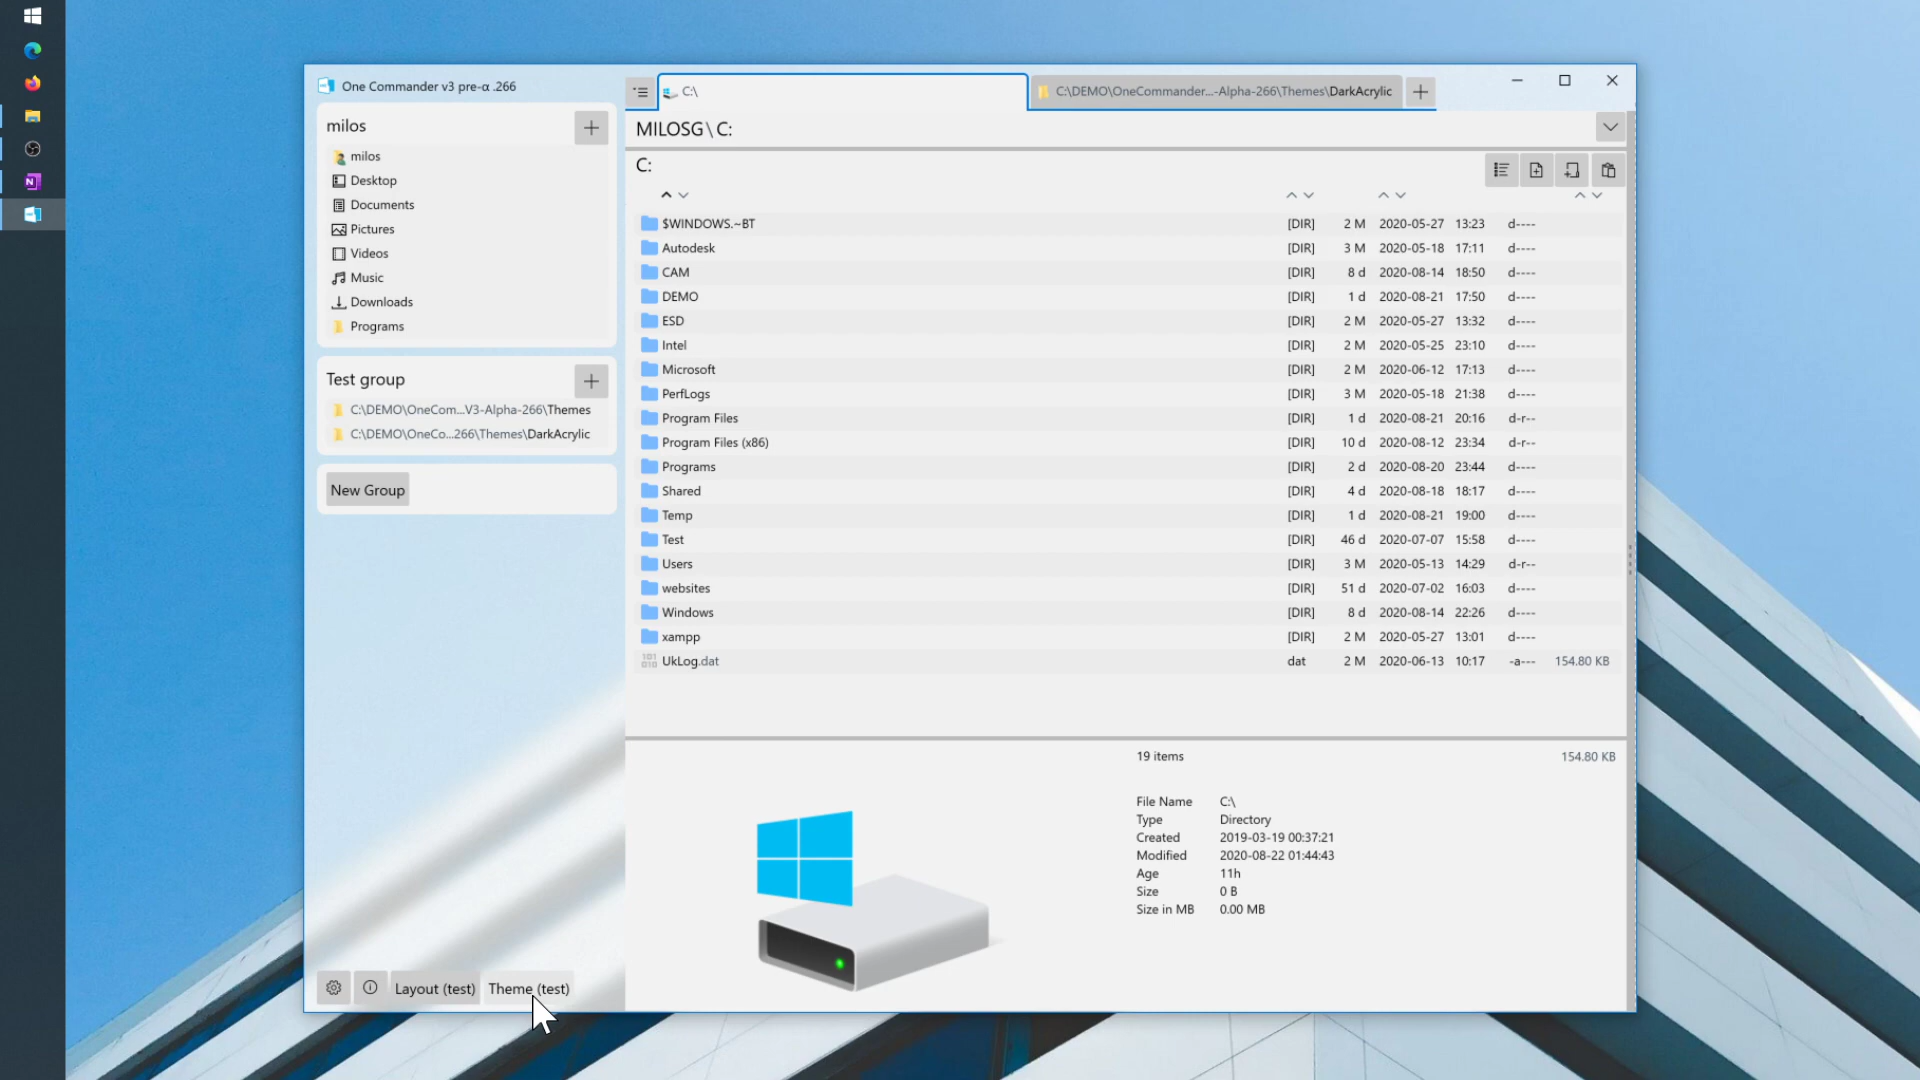 One Commander v3 pre-α .266
C:\
C:\DEMO\OneCommander...-Alpha-266\Themes\DarkAcrylic
milos
milos
Desktop
Documents
Pictures
Videos
Music
Downloads
Programs
Test group
C:\DEMO\OneCom...V3-Alpha-266\Themes
C:\DEMO\OneCo...266\Themes\DarkAcrylic
New Group
Layout (test)
Theme (test)
MILOSG\C:
C:
$WINDOWS.~BT [DIR] 2 M 2020-05-27 13:23 d----
Autodesk [DIR] 3 M 2020-05-18 17:11 d----
CAM [DIR] 8 d 2020-08-14 18:50 d----
DEMO [DIR] 1 d 2020-08-21 17:50 d----
ESD [DIR] 2 M 2020-05-27 13:32 d----
Intel [DIR] 2 M 2020-05-25 23:10 d----
Microsoft [DIR] 2 M 2020-06-12 17:13 d----
PerfLogs [DIR] 3 M 2020-05-18 21:38 d----
Program Files [DIR] 1 d 2020-08-21 20:16 d-r--
Program Files (x86) [DIR] 10 d 2020-08-12 23:34 d-r--
Programs [DIR] 2 d 2020-08-20 23:44 d----
Shared [DIR] 4 d 2020-08-18 18:17 d----
Temp [DIR] 1 d 2020-08-21 19:00 d----
Test [DIR] 46 d 2020-07-07 15:58 d----
Users [DIR] 3 M 2020-05-13 14:29 d-r--
websites [DIR] 51 d 2020-07-02 16:03 d----
Windows [DIR] 8 d 2020-08-14 22:26 d----
xampp [DIR] 2 M 2020-05-27 13:01 d----
UkLog.dat dat 2 M 2020-06-13 10:17 -a--- 154.80 KB
19 items 154.80 KB
File Name C:\
Type Directory
Created 2019-03-19 00:37:21
Modified 2020-08-22 01:44:43
Age 11h
Size 0 B
Size in MB 0.00 MB